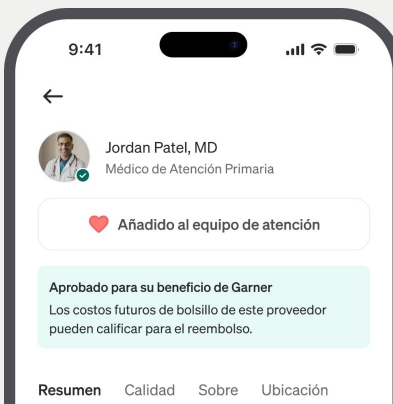 9:41
Jordan Patel, MD
Médico de Atención Primaria
Añadido al equipo de atención
Aprobado para su beneficio de Garner
Los costos futuros de bolsillo de este proveedor
pueden calificar para el reembolso.
Resumen Calidad Sobre Ubicación